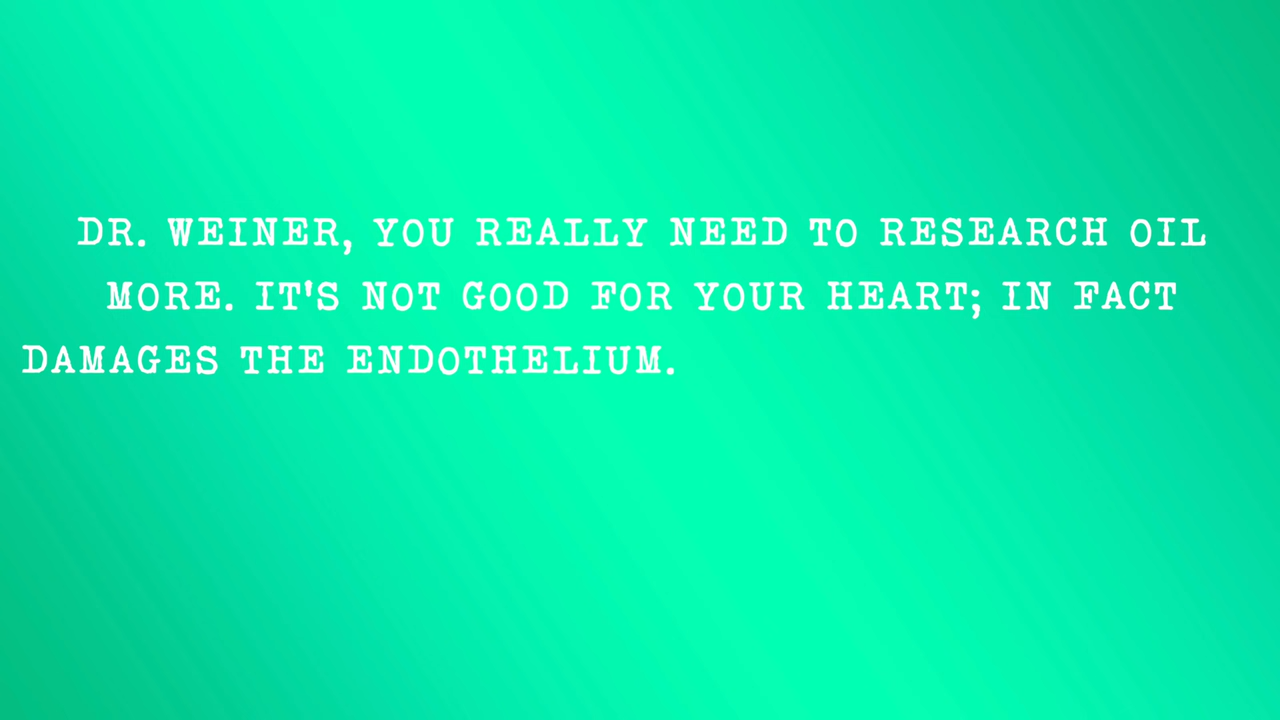 DR. WEINER, YOU REALLY NEED TO RESEARCH OIL
MORE. IT'S NOT GOOD FOR YOUR HEART; IN FACT
DAMAGES THE ENDOTHELIUM.